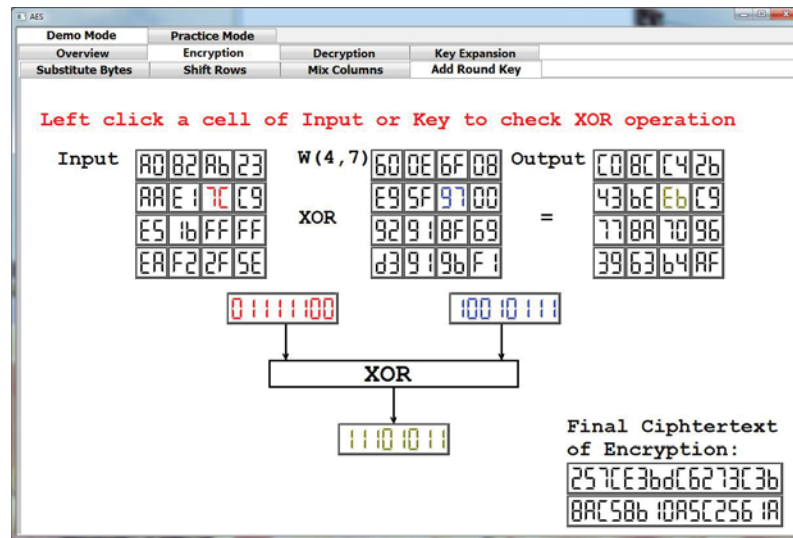 AES
Demo Mode Practice Mode
Overview Encryption Decryption Key Expansion
Substitute Bytes Shift Rows Mix Columns Add Round Key
Left click a cell of Input or Key to check XOR operation
Input A0 82 Ab 23 W(4,7) 60 0E 6F 08 Output C0 8C C4 2b
AA E1 7C C9 XOR E9 5F 97 00 = 43 bE Eb C9
E5 1b FF FF 92 91 8F 69 77 8A 70 96
EA F2 2F 5E d3 91 9b F1 39 63 b4 AF
01111100 10010111
XOR
11101011
Final Ciphtertext
of Encryption:
257CE3bdC6273C3b
8AC58b10A5C2561A